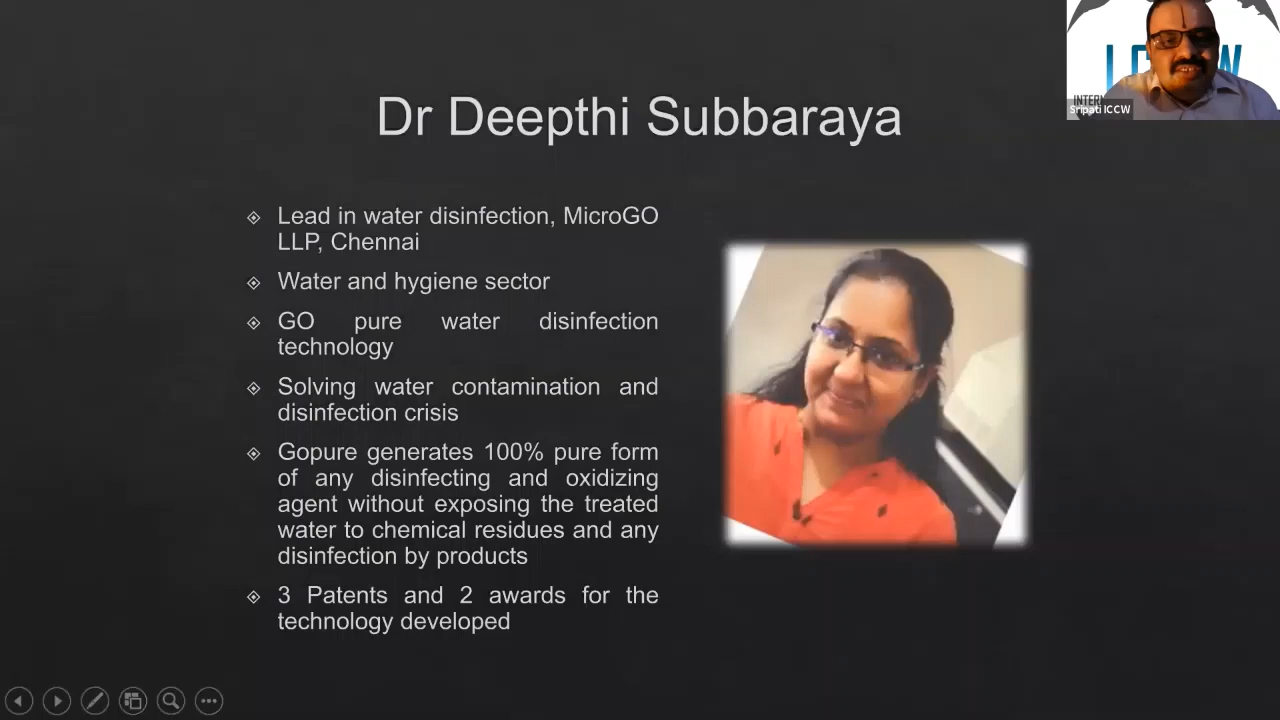 Dr Deepthi Subbaraya
Lead in water disinfection, MicroGO
LLP, Chennai
Water and hygiene sector
GO pure water disinfection
technology
Solving water contamination and
disinfection crisis
Gopure generates 100% pure form
of any disinfecting and oxidizing
agent without exposing the treated
water to chemical residues and any
disinfection by products
3 Patents and 2 awards for the
technology developed
Sripati ICCW